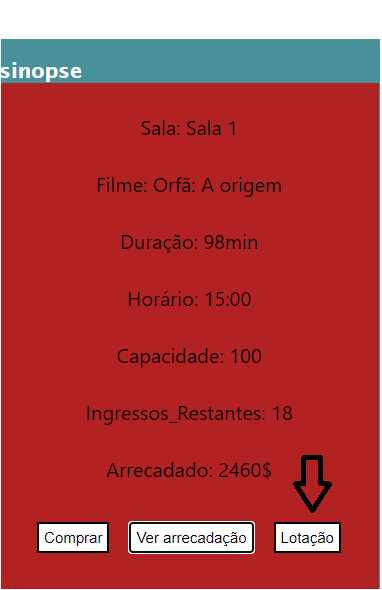 sinopse
Sala: Sala 1
Filme: Orfã: A origem
Duração: 98min
Horário: 15:00
Capacidade: 100
Ingressos_Restantes: 18
Arrecadado: 2460$
Comprar Ver arrecadação Lotação